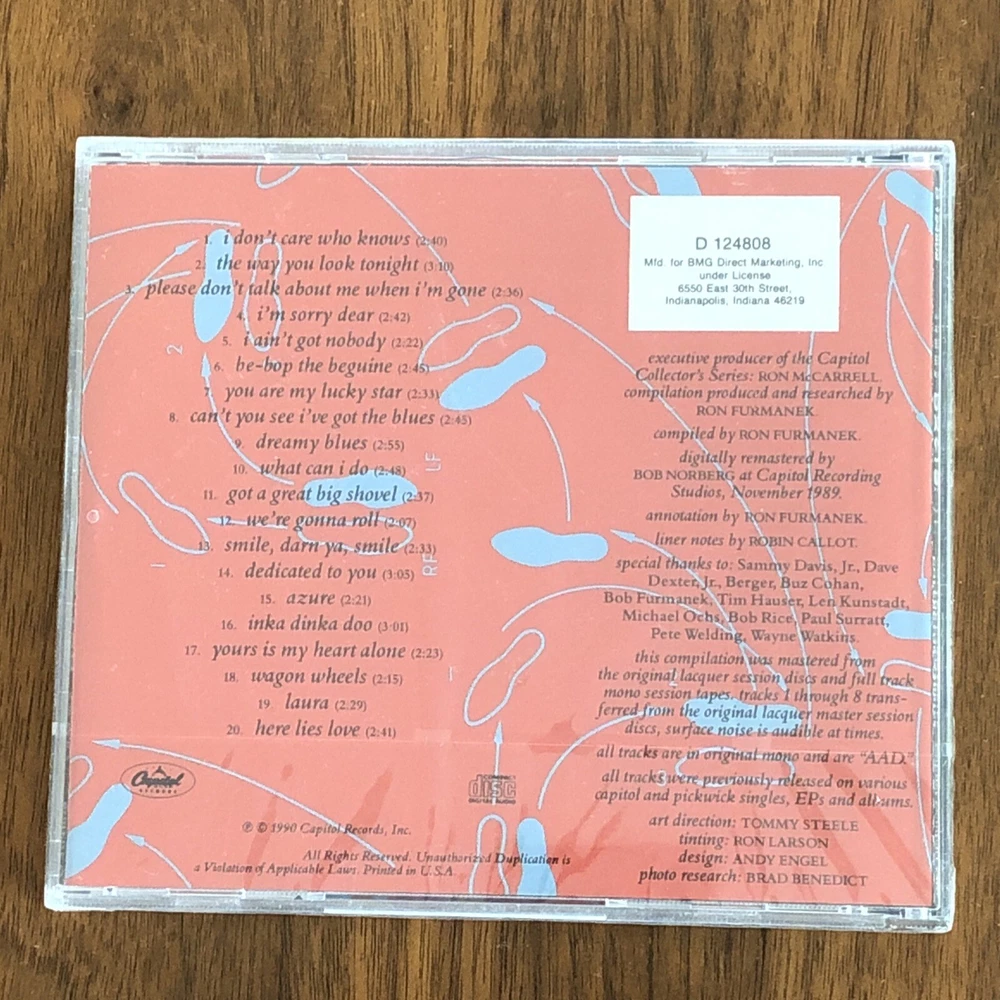 1. i don't care who knows (2:40)
2. the way you look tonight (3:10)
3. please don't talk about me when i'm gone (2:36)
4. i'm sorry dear (2:42)
5. i ain't got nobody (2:22)
6. be-bop the beguine (2:45)
7. you are my lucky star (2:33)
8. can't you see i've got the blues (2:45)
9. dreamy blues (2:55)
10. what can i do (2:48)
11. got a great big shovel (2:37)
12. we're gonna roll (2:07)
13. smile, darn ya, smile (2:33)
14. dedicated to you (3:05)
15. azure (2:21)
16. inka dinka doo (3:01)
17. yours is my heart alone (2:23)
18. wagon wheels (2:15)
19. laura (2:29)
20. here lies love (2:41)
2
LF
RF
1
Capitol
RECORDS
COMPACT
disc
DIGITAL AUDIO
℗ © 1990 Capitol Records, Inc.
All Rights Reserved. Unauthorized Duplication is
a Violation of Applicable Laws. Printed in U.S.A.
D 124808
Mfd. for BMG Direct Marketing, Inc
under License
6550 East 30th Street,
Indianapolis, Indiana 46219
executive producer of the Capitol
Collector's Series: RON McCARRELL.
compilation produced and researched by
RON FURMANEK.
compiled by RON FURMANEK.
digitally remastered by
BOB NORBERG at Capitol Recording
Studios, November 1989.
annotation by RON FURMANEK.
liner notes by ROBIN CALLOT.
special thanks to: Sammy Davis, Jr., Dave
Dexter, Jr., Berger, Buz Cohan,
Bob Furmanek, Tim Hauser, Len Kunstadt,
Michael Ochs, Bob Rice, Paul Surratt,
Pete Welding, Wayne Watkins.
this compilation was mastered from
the original lacquer session discs and full track
mono session tapes. tracks 1 through 8 trans-
ferred from the original lacquer master session
discs, surface noise is audible at times.
all tracks are in original mono and are “AAD.”
all tracks were previously released on various
capitol and pickwick singles, EPs and albums.
art direction: TOMMY STEELE
tinting: RON LARSON
design: ANDY ENGEL
photo research: BRAD BENEDICT